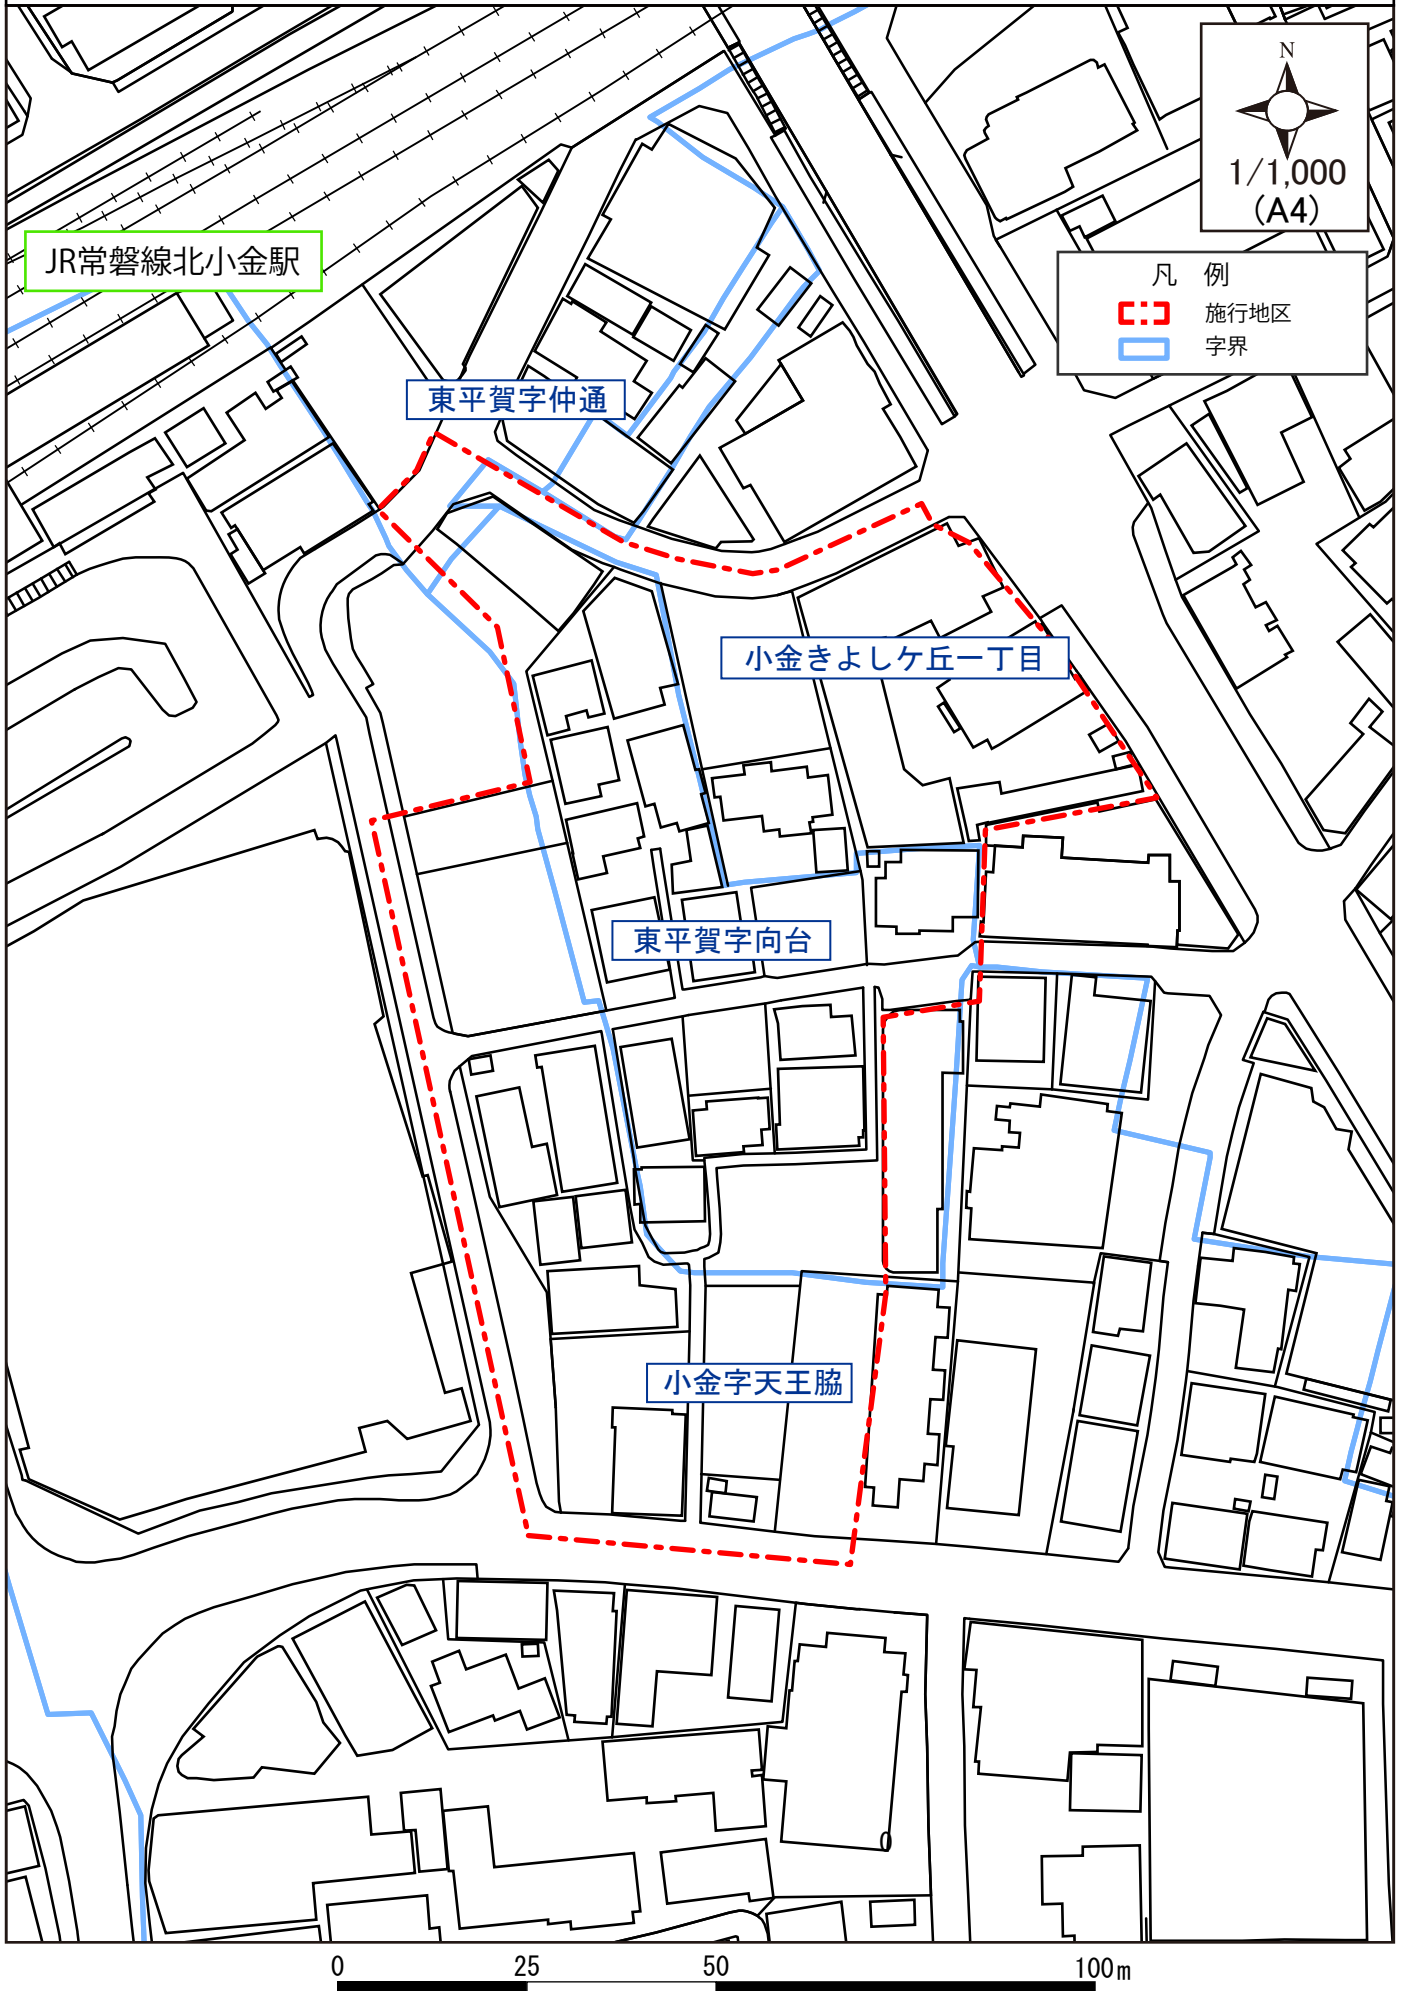 N
1/1,000
(A4)
JR常磐線北小金駅
凡 例
施行地区
字界
東平賀字仲通
小金きよしケ丘一丁目
東平賀字向台
小金字天王脇
0 25 50 100m